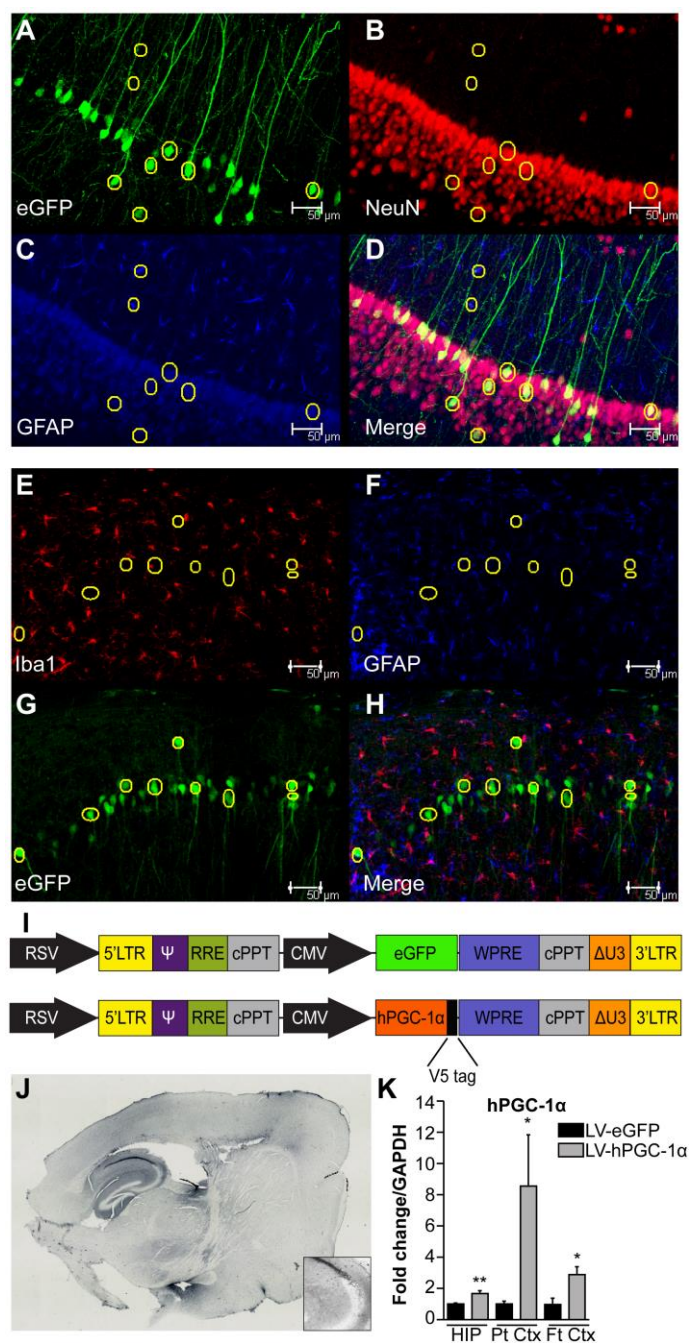 A
eGFP
50 µm
B
NeuN
50 µm
C
GFAP
50 µm
D
Merge
50 µm
E
Iba1
50 µm
F
GFAP
50 µm
G
eGFP
50 µm
H
Merge
50 µm
I
RSV 5'LTR Ψ RRE cPPT CMV eGFP WPRE cPPT ΔU3 3'LTR
RSV 5'LTR Ψ RRE cPPT CMV hPGC-1α WPRE cPPT ΔU3 3'LTR
V5 tag
J
K
hPGC-1α
LV-eGFP
LV-hPGC-1α
Fold change/GAPDH
14
12
10
8
6
4
2
0
**
*
*
HIP Pt Ctx Ft Ctx